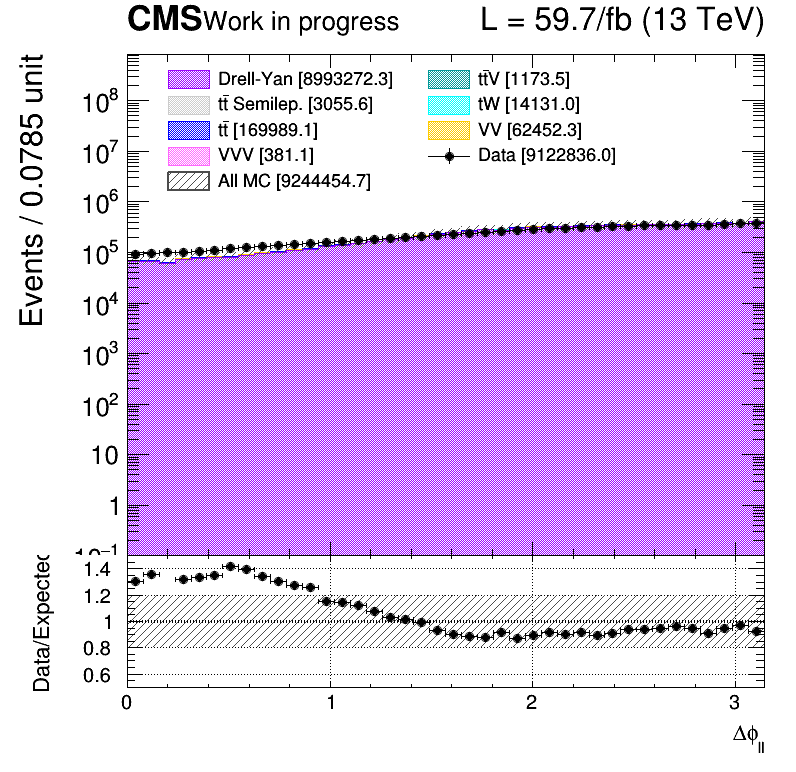 CMS Work in progress L = 59.7/fb (13 TeV)
Events / 0.0785 unit
Drell-Yan [8993272.3]
tt̄ Semilep. [3055.6]
tt̄ [169989.1]
VVV [381.1]
All MC [9244454.7]
tt̄V [1173.5]
tW [14131.0]
VV [62452.3]
Data [9122836.0]
10⁸
10⁷
10⁶
10⁵
10⁴
10³
10²
10
1
10⁻¹
Data/Expected
1.4
1.2
1
0.8
0.6
0 1 2 3
Δϕ_ll